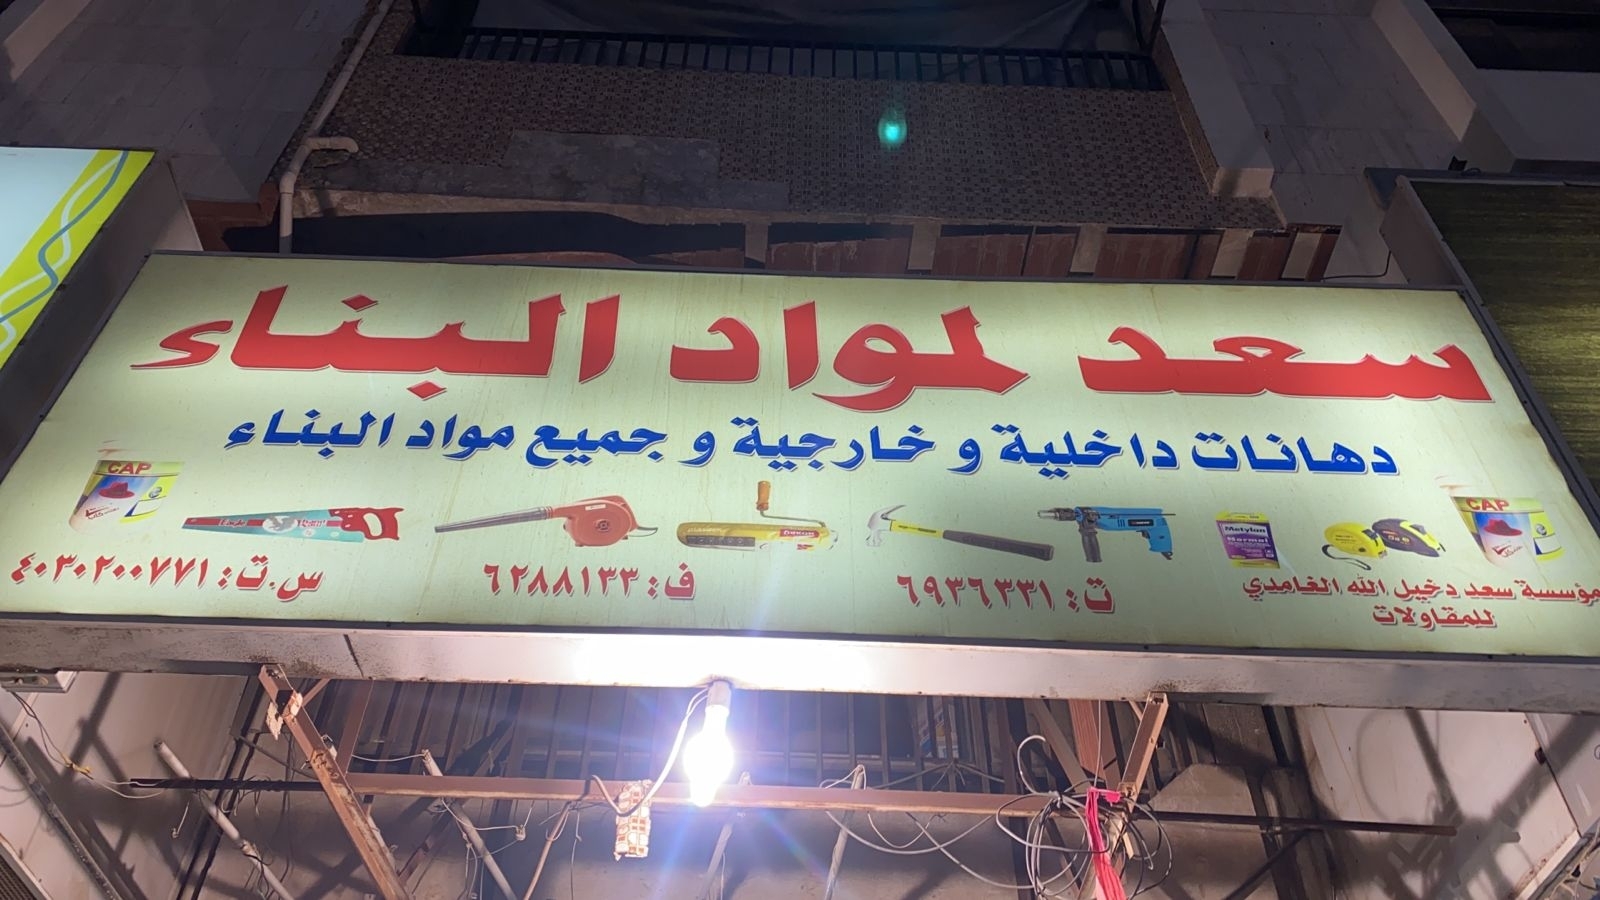 سعد لمواد البناء
دهانات داخلية و خارجية و جميع مواد البناء
CAP
Metylan
Normal
CAP
مؤسسة سعد دخيل الله الغامدي
للمقاولات
ت: ٦٩٣٦٣٣١
ف: ٦٢٨٨١٣٣
س.ت: ٤٠٣٠٢٠٠٧٧١